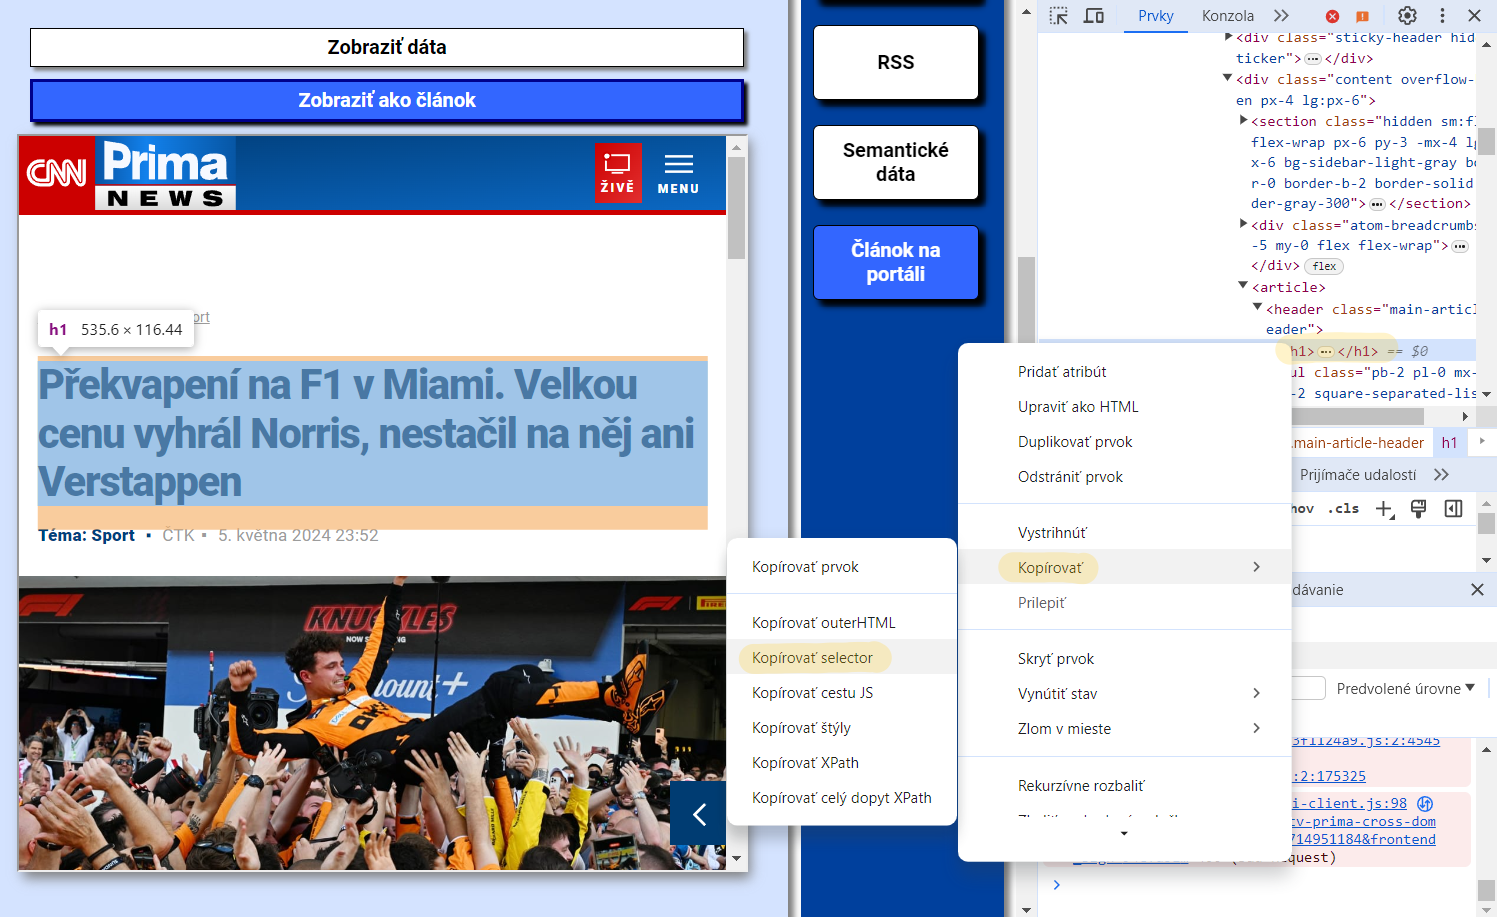 Zobraziť dáta
Zobraziť ako článok
CNN Prima
NEWS
ŽIVĚ
MENU
ort
h1 535.6 × 116.44
Překvapení na F1 v Miami. Velkou
cenu vyhrál Norris, nestačil na něj ani
Verstappen
Téma: Sport ▪ ČTK ▪ 5. května 2024 23:52
KNUCKLES
NOW
RSS
Semantické
dáta
Článok na
portáli
Prvky Konzola
<div class="sticky-header hid
ticker"> ⋯ </div>
<div class="content overflow-
en px-4 lg:px-6">
<section class="hidden sm:fl
flex-wrap px-6 py-3 -mx-4 lg
x-6 bg-sidebar-light-gray bo
r-0 border-b-2 border-solid
der-gray-300"> ⋯ </section>
<div class="atom-breadcrumbs
-5 my-0 flex flex-wrap"> ⋯
</div> flex
<article>
<header class="main-articl
eader">
h1> ⋯ </h1> == $0
ul class="pb-2 pl-0 mx-
-2 square-separated-lis
.main-article-header h1
Prijímače udalostí
hov .cls
dávanie
Predvolené úrovne
3f1124a9.js:2:4545
:2:175325
i-client.js:98
tv-prima-cross-dom
714951184&frontend
quest)
Pridať atribút
Upraviť ako HTML
Duplikovať prvok
Odstrániť prvok
Vystrihnúť
Kopírovať
Prilepiť
Skryť prvok
Vynútiť stav
Zlom v mieste
Rekurzívne rozbaliť
Kopírovať prvok
Kopírovať outerHTML
Kopírovať selector
Kopírovať cestu JS
Kopírovať štýly
Kopírovať XPath
Kopírovať celý dopyt XPath